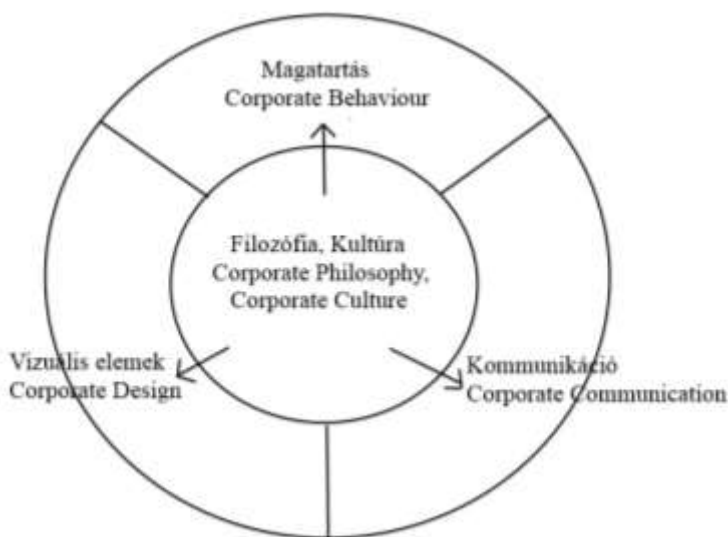 Magatartás
Corporate Behaviour
Filozófia, Kultúra
Corporate Philosophy,
Corporate Culture
Vizuális elemek
Corporate Design
Kommunikáció
Corporate Communication